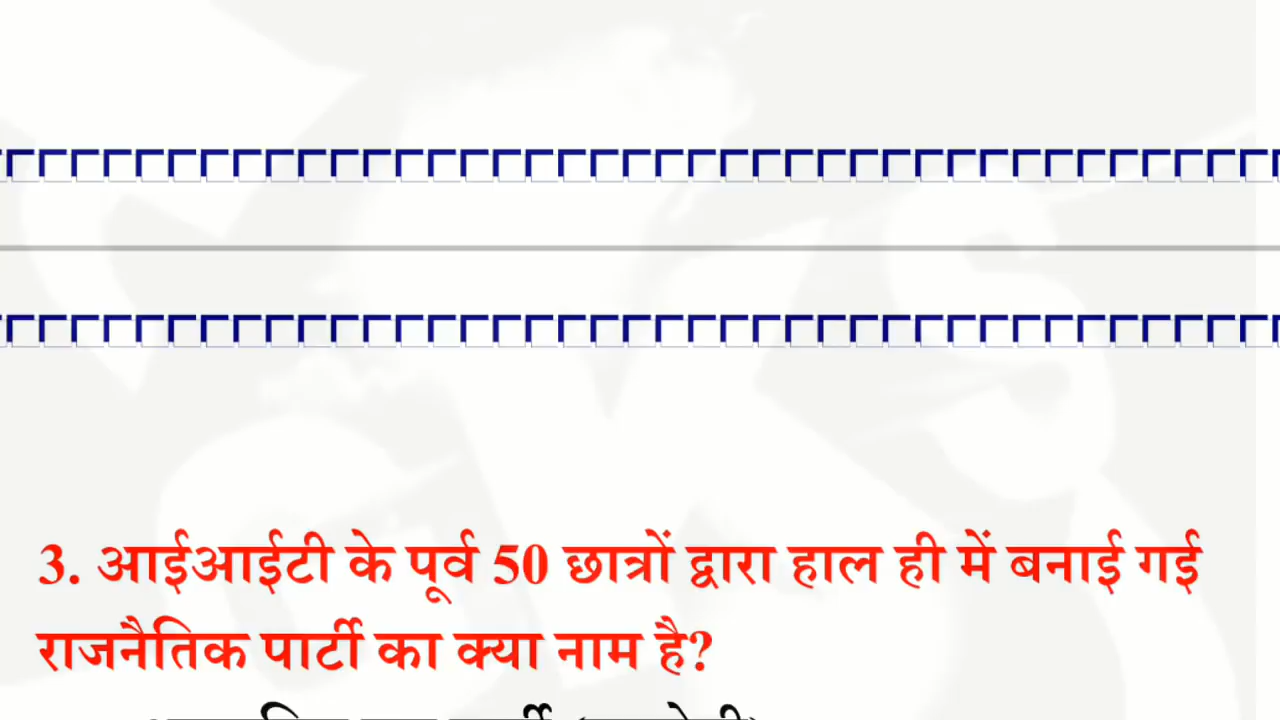 3. आईआईटी के पूर्व 50 छात्रों द्वारा हाल ही में बनाई गई
राजनैतिक पार्टी का क्या नाम है?